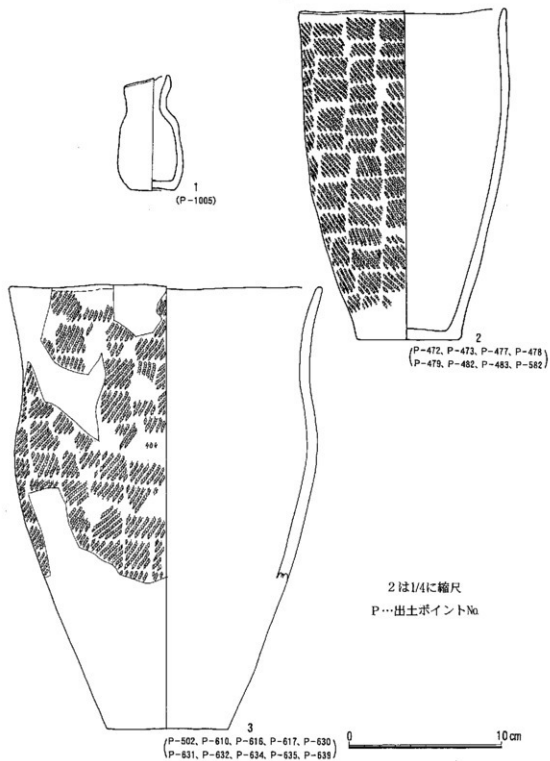 1
(P-1005)
2
(P-472、P-473、P-477、P-478
P-479、P-482、P-483、P-582)
2は1/4に縮尺
P…出土ポイント№
3
(P-502、P-610、P-616、P-617、P-630
P-631、P-632、P-634、P-635、P-639)
0 10cm